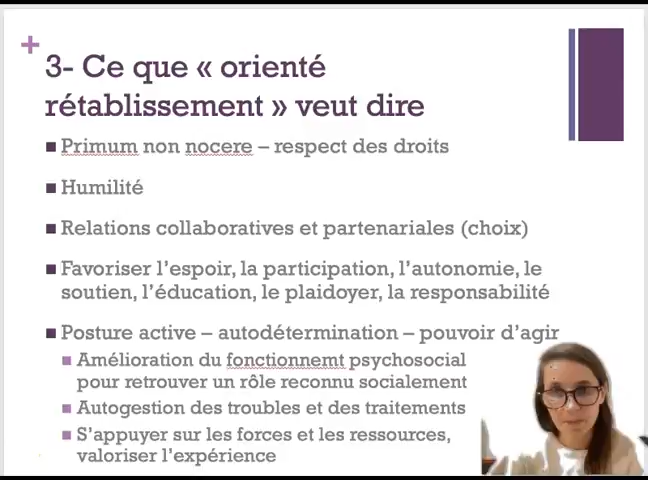 3- Ce que « orienté
rétablissement » veut dire
Primum non nocere – respect des droits
Humilité
Relations collaboratives et partenariales (choix)
Favoriser l’espoir, la participation, l’autonomie, le
soutien, l’éducation, le plaidoyer, la responsabilité
Posture active – autodétermination – pouvoir d’agir
Amélioration du fonctionnemt psychosocial
pour retrouver un rôle reconnu socialement
Autogestion des troubles et des traitements
S’appuyer sur les forces et les ressources,
valoriser l’expérience